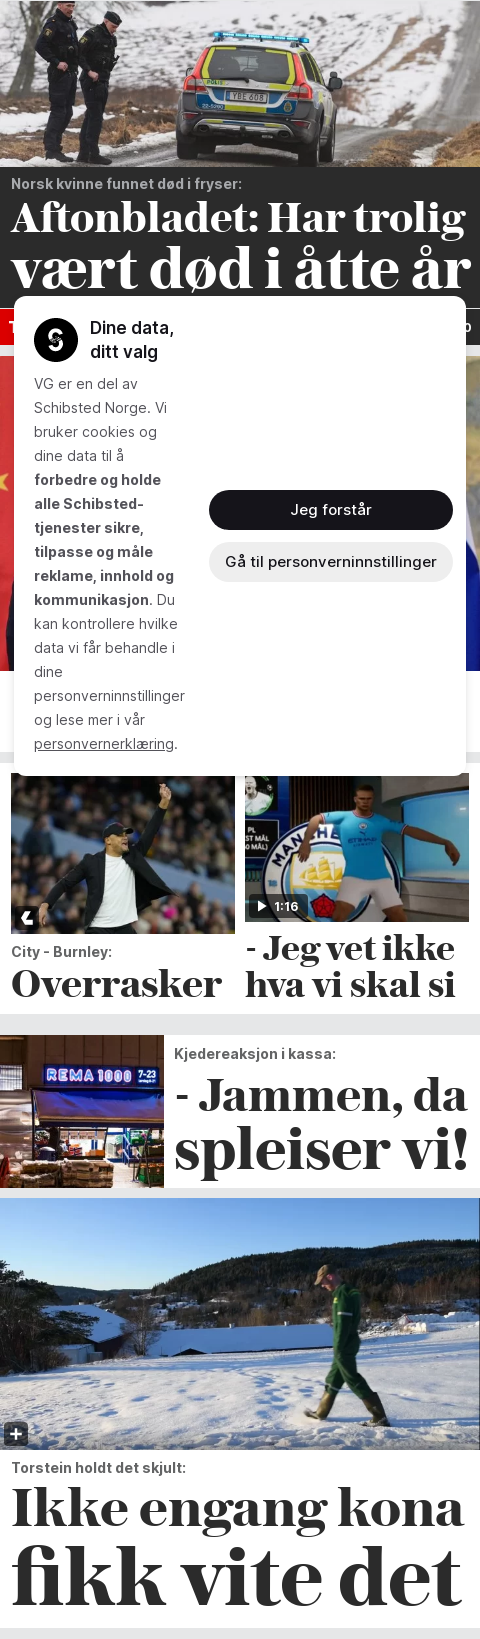 YBE 608
Norsk kvinne funnet død i fryser:
Aftonbladet: Har trolig
vært død i åtte år
Dine data,
ditt valg
VG er en del av
Schibsted Norge. Vi
bruker cookies og
dine data til å
forbedre og holde
alle Schibsted-
tjenester sikre,
tilpasse og måle
reklame, innhold og
kommunikasjon. Du
kan kontrollere hvilke
data vi får behandle i
dine
personverninnstillinger
og lese mer i vår
personvernerklæring.
Jeg forstår
Gå til personverninnstillinger
1:16
City - Burnley:
Overrasker
- Jeg vet ikke
hva vi skal si
REMA 1000
7-23
Kjedereaksjon i kassa:
- Jammen, da
spleiser vi!
Torstein holdt det skjult:
Ikke engang kona
fikk vite det